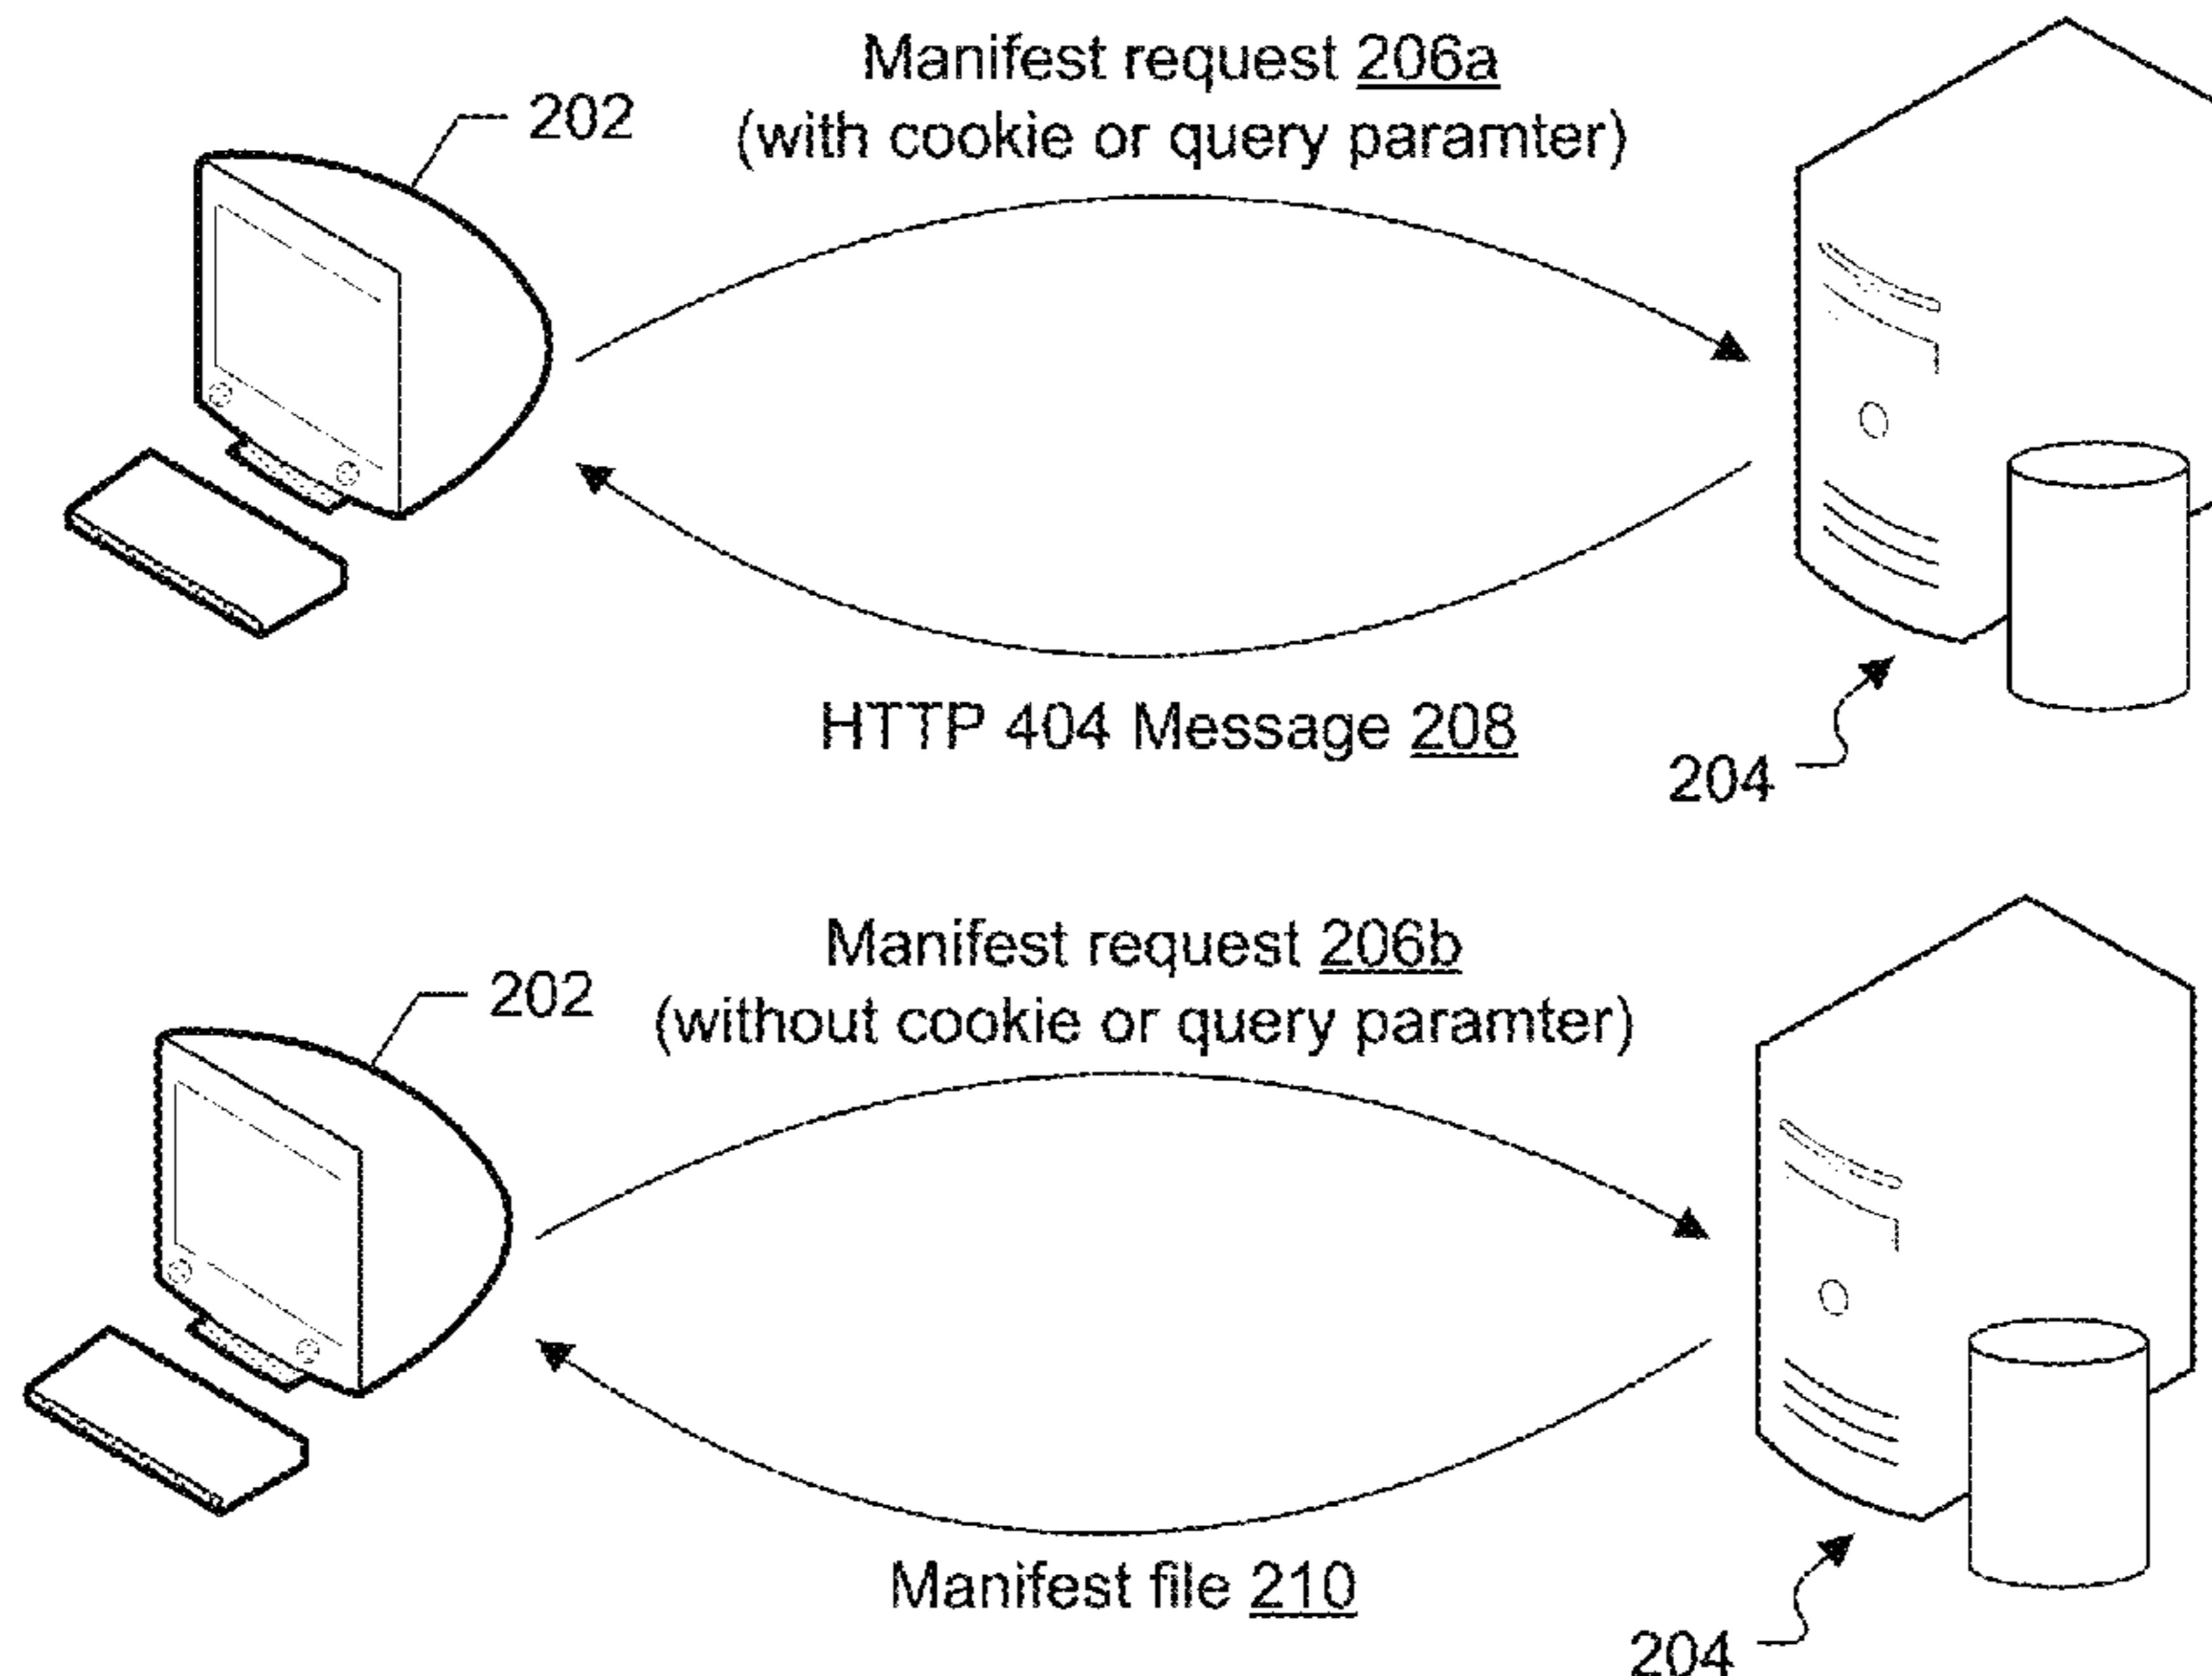 Manifest request 206a
202
(with cookie or query paramter)
HTTP 404 Message 208
204
Manifest request 206b
202
(without cookie or query paramter)
Manifest file 210
204